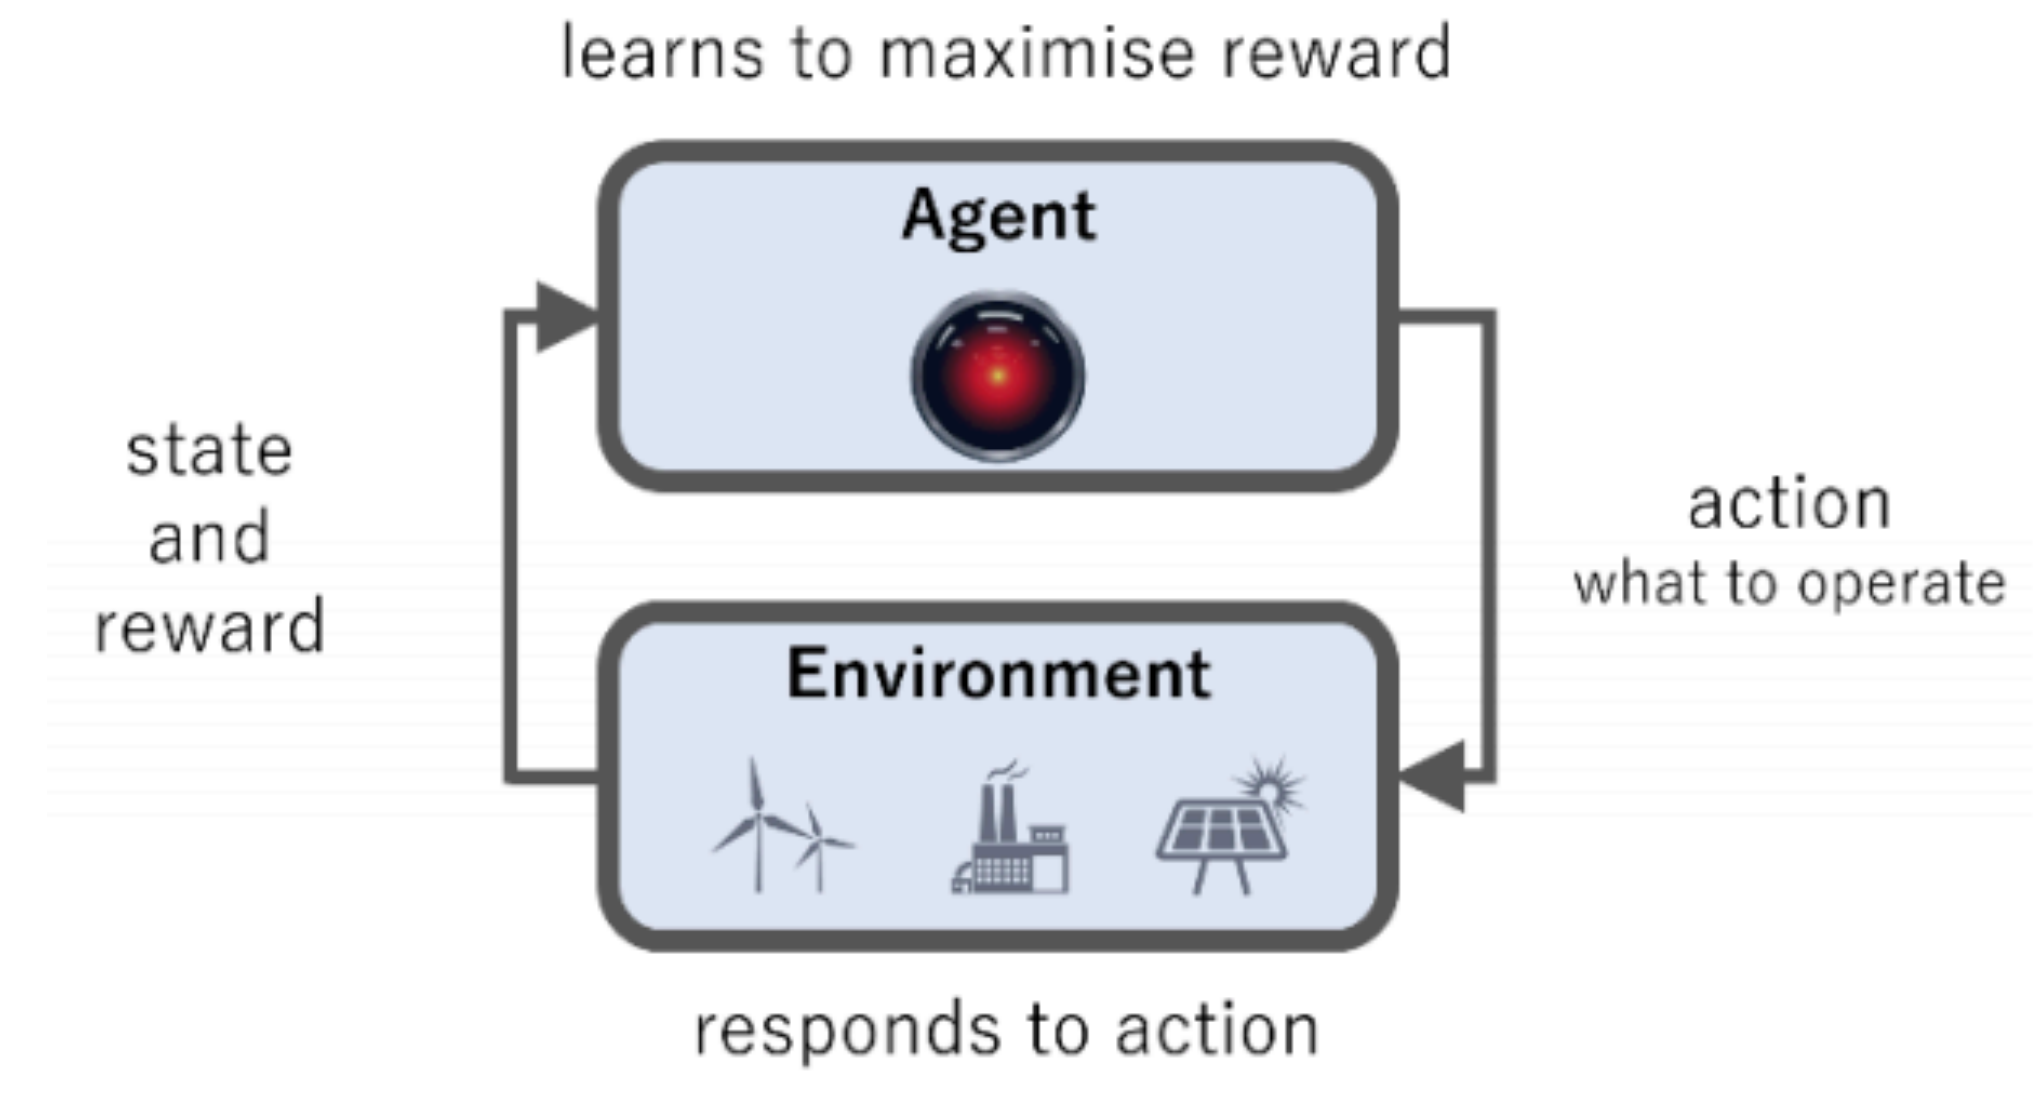 learns to maximise reward
Agent
state
and
reward
action
what to operate
Environment
responds to action